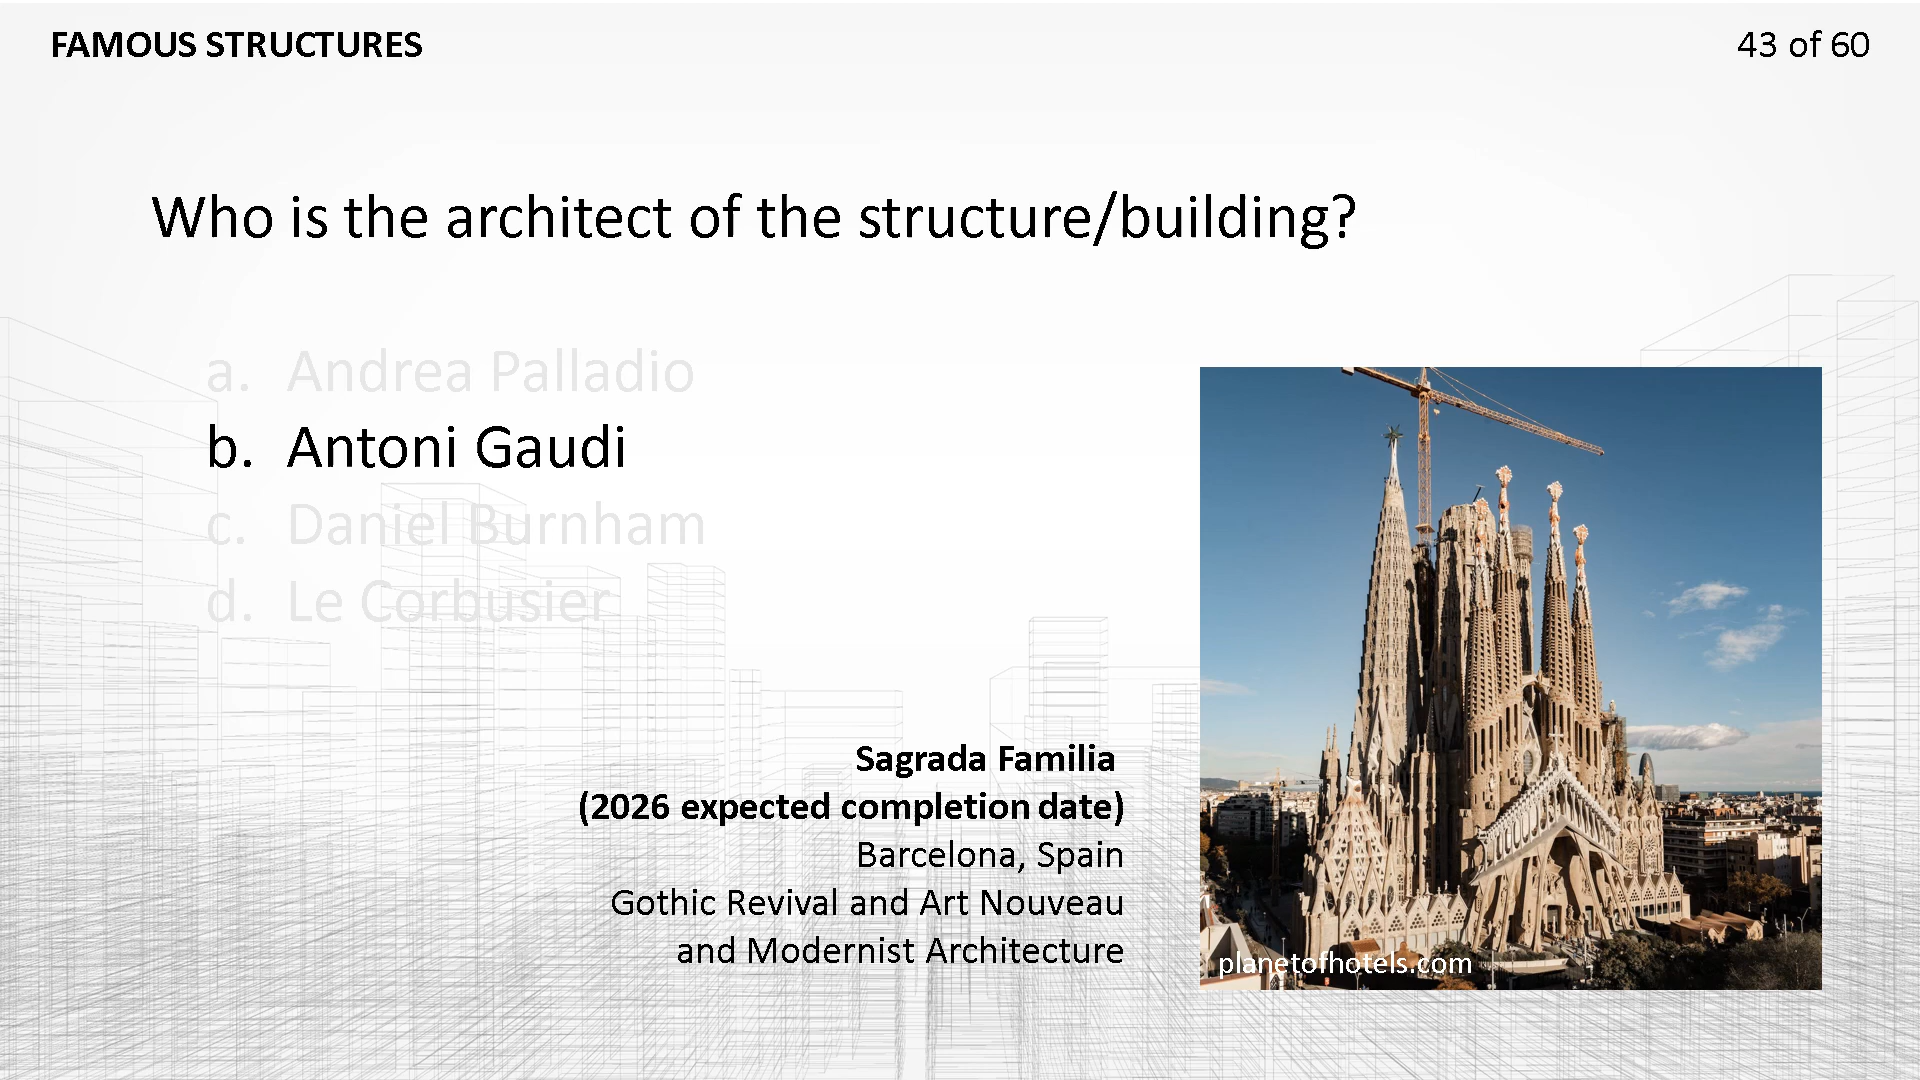 FAMOUS STRUCTURES
43 of 60
Who is the architect of the structure/building?
a. Andrea Palladio
b. Antoni Gaudi
c. Daniel Burnham
d. Le Corbusier
Sagrada Familia
(2026 expected completion date)
Barcelona, Spain
Gothic Revival and Art Nouveau
and Modernist Architecture
planetofhotels.com